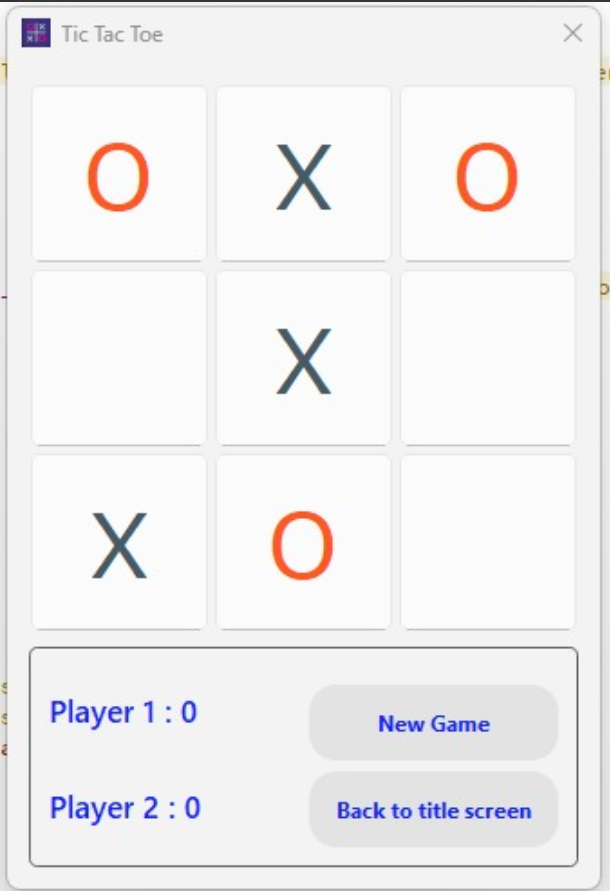 Tic Tac Toe
O X O
X
X O
Player 1 : 0
New Game
Player 2 : 0
Back to title screen